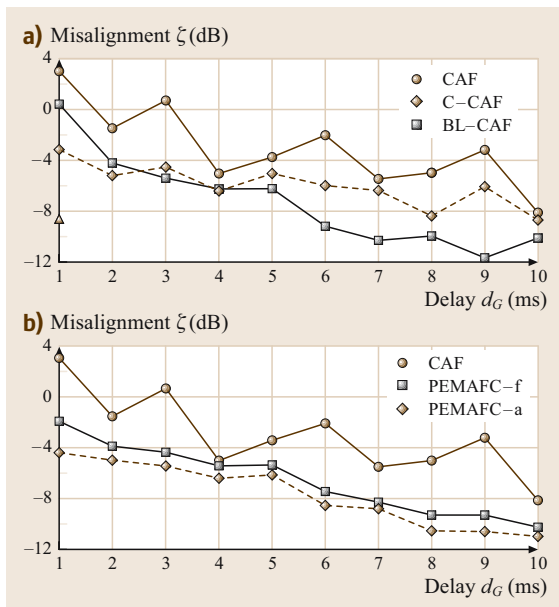 a) Misalignment ζ (dB)
4
0
−4
−8
−12
CAF
C−CAF
BL−CAF
1 2 3 4 5 6 7 8 9 10
Delay d_G (ms)
b) Misalignment ζ (dB)
4
0
−4
−8
−12
CAF
PEMAFC−f
PEMAFC−a
1 2 3 4 5 6 7 8 9 10
Delay d_G (ms)